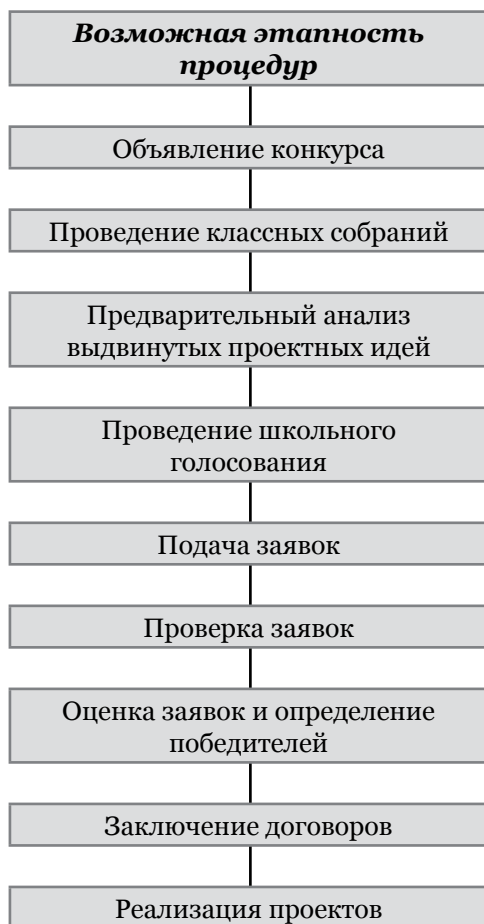 Возможная этапность
процедур
Объявление конкурса
Проведение классных собраний
Предварительный анализ
выдвинутых проектных идей
Проведение школьного
голосования
Подача заявок
Проверка заявок
Оценка заявок и определение
победителей
Заключение договоров
Реализация проектов